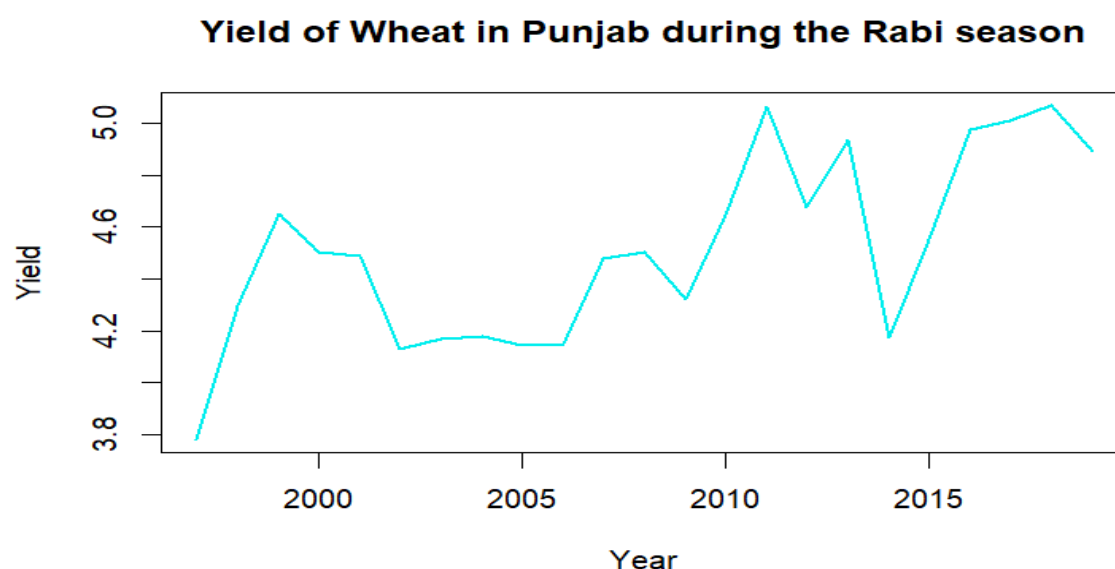 Yield of Wheat in Punjab during the Rabi season
5.0
4.6
4.2
3.8
Yield
2000 2005 2010 2015
Year